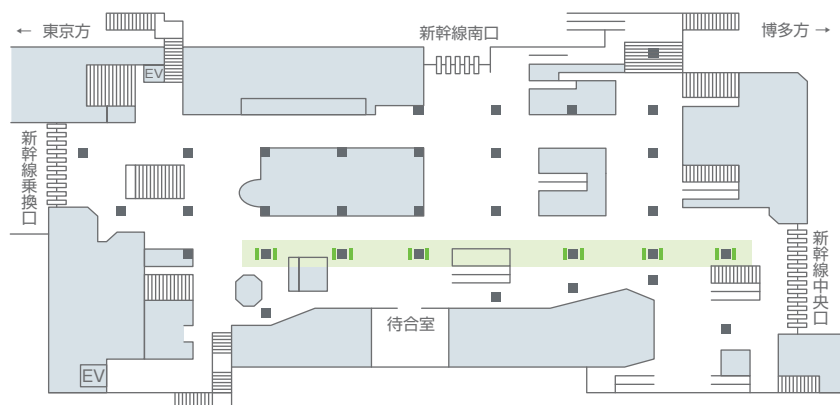 ← 東京方
新幹線南口
博多方 →
EV
新幹線乗換口
新幹線中央口
待合室
EV